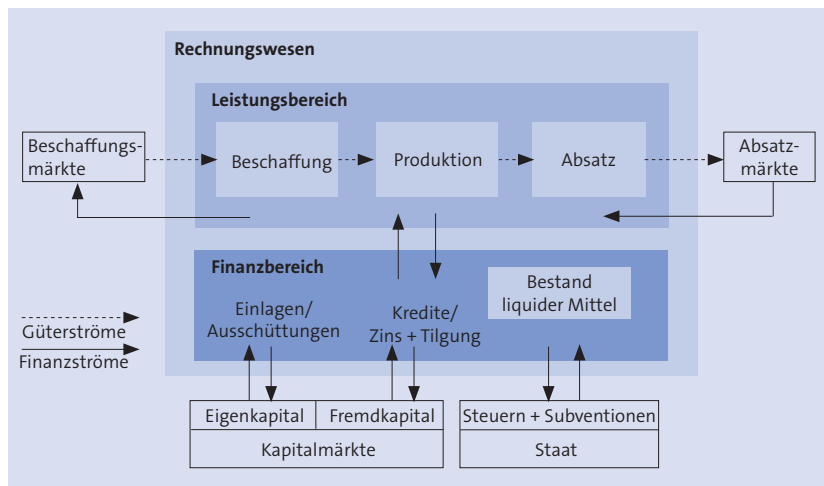 Rechnungswesen
Leistungsbereich
Beschaffungs-
märkte
Beschaffung
Produktion
Absatz
Absatz-
märkte
Finanzbereich
Einlagen/
Ausschüttungen
Kredite/
Zins + Tilgung
Bestand
liquider Mittel
Güterströme
Finanzströme
Eigenkapital
Fremdkapital
Kapitalmärkte
Steuern + Subventionen
Staat